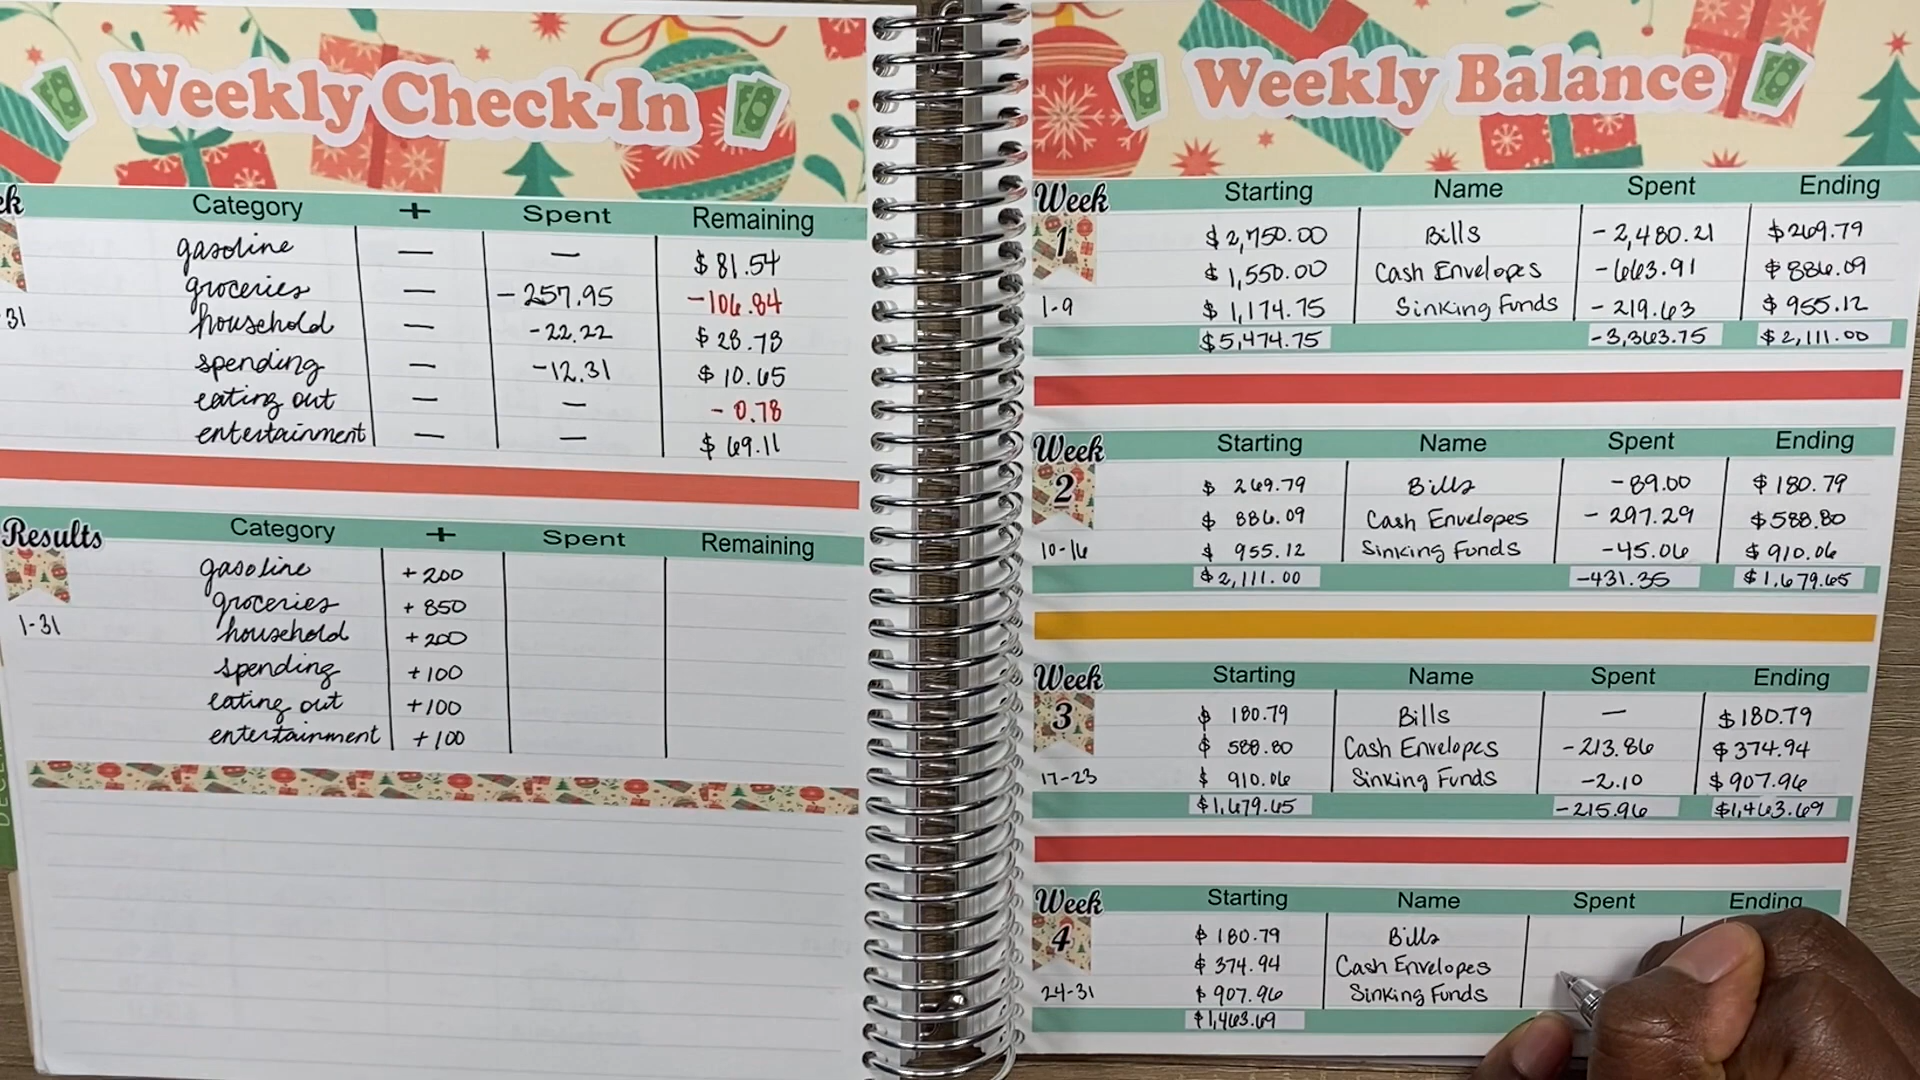 Weekly Check-In
ek Category + Spent Remaining
gasoline — — $81.54
groceries — -257.95 -106.84
31 household — -22.22 $28.78
spending — -12.31 $10.65
eating out — — -0.78
entertainment — — $69.11
Results Category + Spent Remaining
gasoline +200
groceries +850
1-31 household +200
spending +100
eating out +100
entertainment +100
Weekly Balance
Week 1 Starting Name Spent Ending
$2,750.00 Bills -2,480.21 $269.79
$1,550.00 Cash Envelopes -663.91 $886.09
1-9 $1,174.75 Sinking Funds -219.63 $955.12
$5,474.75 -3,363.75 $2,111.00
Week 2 Starting Name Spent Ending
$269.79 Bills -89.00 $180.79
$886.09 Cash Envelopes -297.29 $588.80
10-16 $955.12 Sinking Funds -45.06 $910.06
$2,111.00 -431.35 $1,679.65
Week 3 Starting Name Spent Ending
$180.79 Bills — $180.79
$588.80 Cash Envelopes -213.86 $374.94
17-23 $910.06 Sinking Funds -2.10 $907.96
$1,679.65 -215.96 $1,463.69
Week 4 Starting Name Spent Ending
$180.79 Bills
$374.94 Cash Envelopes
24-31 $907.96 Sinking Funds
$1,463.69